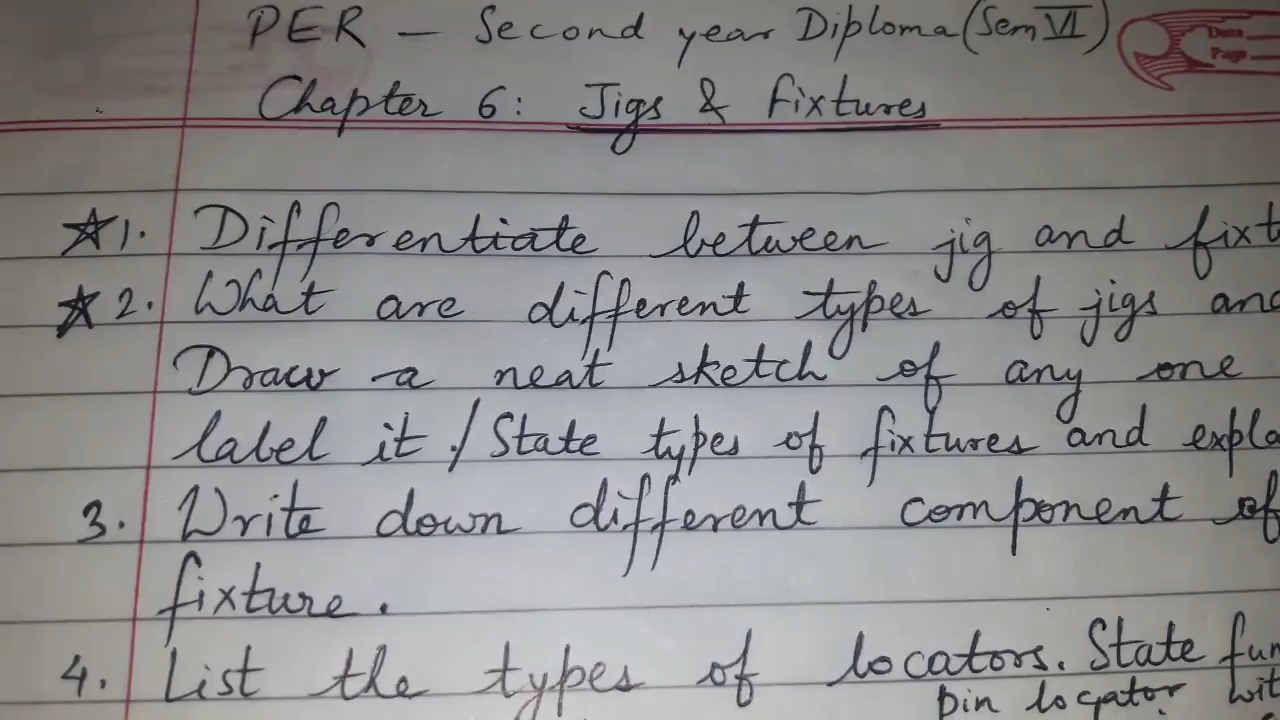 PER - Second year Diploma (Sem VI)
Date
Page
Chapter 6: Jigs & Fixtures
☆1. Differentiate between jig and fixt
☆2. What are different types of jigs and
Draw a neat sketch of any one
label it. / State types of fixtures and expla
3. Write down different component of
fixture.
4. List the types of locators. State fun
pin locator wit